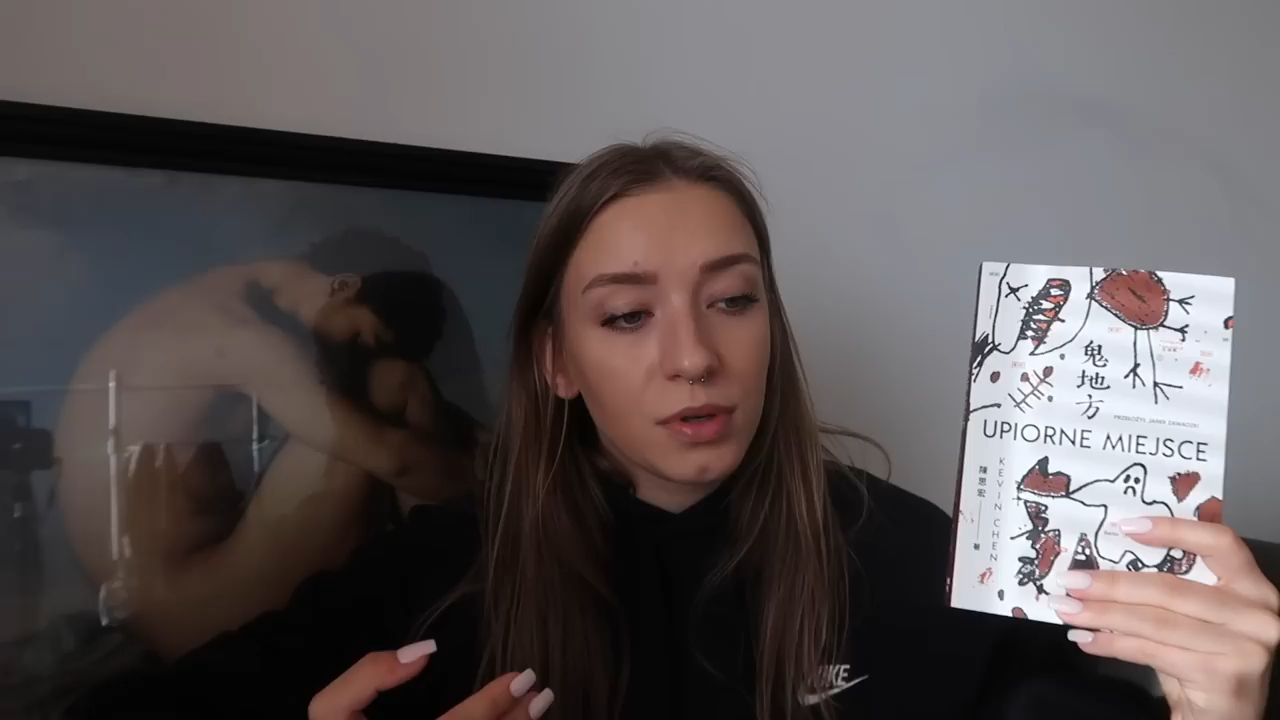 鬼地方
PRZEŁOŻYŁ JAREK ZAWADZKI
UPIORNE MIEJSCE
KEVIN CHEN
陳思宏
著
NIKE